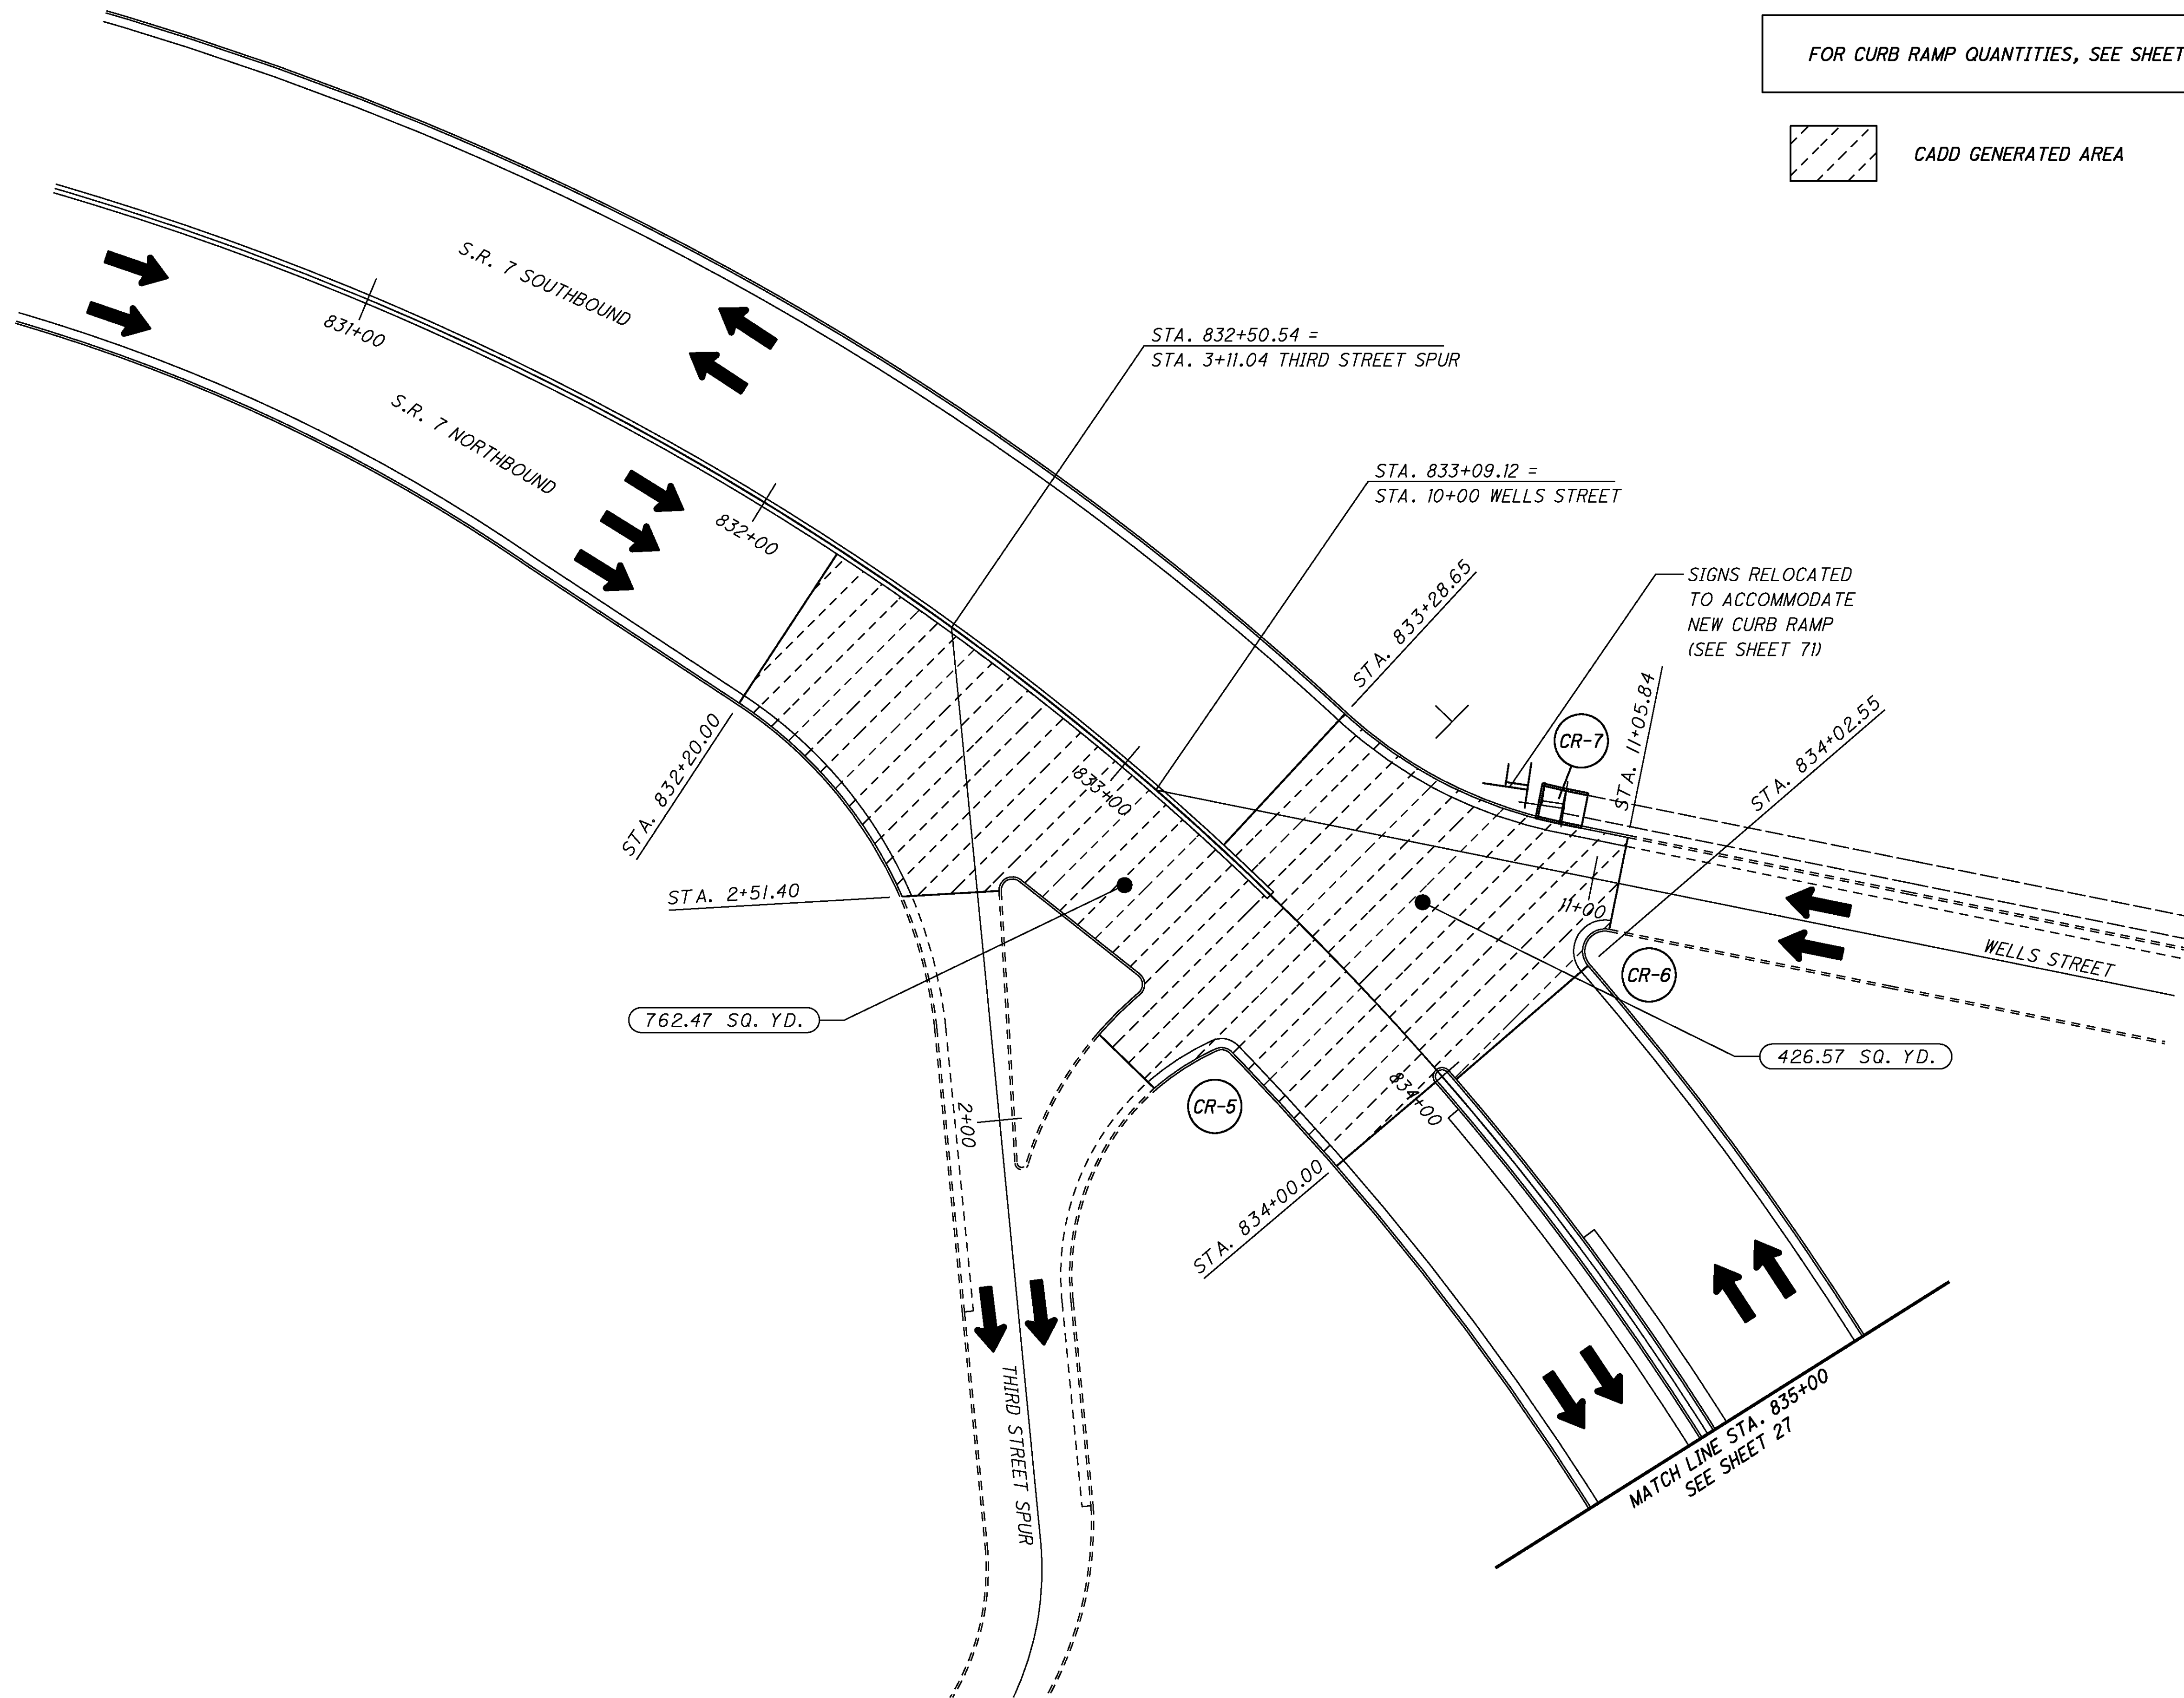 FOR CURB RAMP QUANTITIES, SEE SHEET
CADD GENERATED AREA
S.R. 7 SOUTHBOUND
831+00
S.R. 7 NORTHBOUND
832+00
STA. 832+50.54 =
STA. 3+11.04 THIRD STREET SPUR
STA. 833+09.12 =
STA. 10+00 WELLS STREET
STA. 833+28.65
SIGNS RELOCATED
TO ACCOMMODATE
NEW CURB RAMP
(SEE SHEET 71)
CR-7
STA. 11+05.84
STA. 834+02.55
STA. 832+20.00
833+00
STA. 2+51.40
11+00
WELLS STREET
CR-6
762.47 SQ. YD.
426.57 SQ. YD.
CR-5
834+00
2+00
STA. 834+00.00
THIRD STREET SPUR
MATCH LINE STA. 835+00
SEE SHEET 27